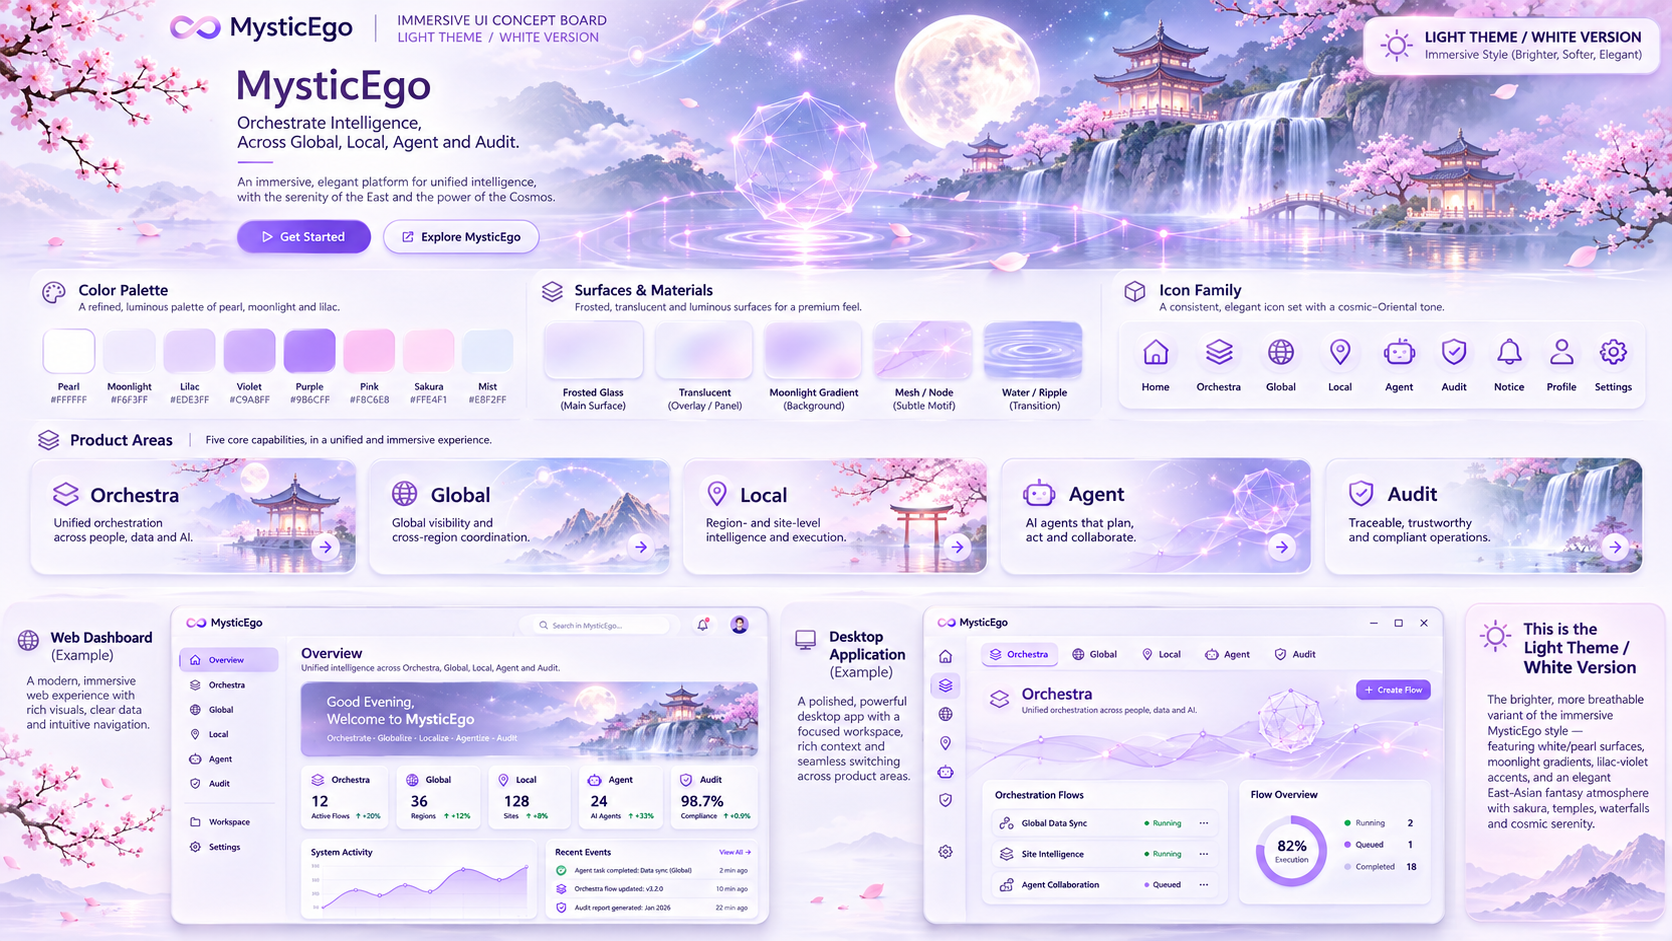 MysticEgo
IMMERSIVE UI CONCEPT BOARD
LIGHT THEME / WHITE VERSION
LIGHT THEME / WHITE VERSION
Immersive Style (Brighter, Softer, Elegant)
MysticEgo
Orchestrate Intelligence,
Across Global, Local, Agent and Audit.
An immersive, elegant platform for unified intelligence,
with the serenity of the East and the power of the Cosmos.
Get Started
Explore MysticEgo
Color Palette
A refined, luminous palette of pearl, moonlight and lilac.
Pearl
#FFFFFF
Moonlight
#F6F3FF
Lilac
#EDE3FF
Violet
#C9A8FF
Purple
#9B6CFF
Pink
#F8C6E8
Sakura
#FFE4F1
Mist
#E8F2FF
Surfaces & Materials
Frosted, translucent and luminous surfaces for a premium feel.
Frosted Glass
(Main Surface)
Translucent
(Overlay / Panel)
Moonlight Gradient
(Background)
Mesh / Node
(Subtle Motif)
Water / Ripple
(Transition)
Icon Family
A consistent, elegant icon set with a cosmic-Oriental tone.
Home
Orchestra
Global
Local
Agent
Audit
Notice
Profile
Settings
Product Areas
Five core capabilities, in a unified and immersive experience.
Orchestra
Unified orchestration
across people, data and AI.
Global
Global visibility and
cross-region coordination.
Local
Region- and site-level
intelligence and execution.
Agent
AI agents that plan,
act and collaborate.
Audit
Traceable, trustworthy
and compliant operations.
Web Dashboard
(Example)
A modern, immersive
web experience with
rich visuals, clear data
and intuitive navigation.
MysticEgo
Search in MysticEgo...
Overview
Orchestra
Global
Local
Agent
Audit
Workspace
Settings
Overview
Unified intelligence across Orchestra, Global, Local, Agent and Audit.
Good Evening,
Welcome to MysticEgo
Orchestrate - Globalize - Localize - Agentize - Audit
Orchestra
12
Active Flows ↑ +20%
Global
36
Regions ↑ +12%
Local
128
Sites ↑ +8%
Agent
24
AI Agents ↑ +33%
Audit
98.7%
Compliance ↑ +0.9%
System Activity
Recent Events
View All →
Agent task completed: Data sync (Global)
2 min ago
Orchestra flow updated: v3.2.0
10 min ago
Audit report generated: Jan 2026
22 min ago
Desktop
Application
(Example)
A polished, powerful
desktop app with a
focused workspace,
rich context and
seamless switching
across product areas.
MysticEgo
Orchestra
Global
Local
Agent
Audit
Orchestra
Unified orchestration across people, data and AI.
+ Create Flow
Orchestration Flows
Global Data Sync
Running
Site Intelligence
Running
Agent Collaboration
Queued
Flow Overview
82%
Execution
Running 2
Queued 1
Completed 18
This is the
Light Theme /
White Version
The brighter, more breathable
variant of the immersive
MysticEgo style —
featuring white/pearl surfaces,
moonlight gradients, lilac-violet
accents, and an elegant
East-Asian fantasy atmosphere
with sakura, temples, waterfalls
and cosmic serenity.